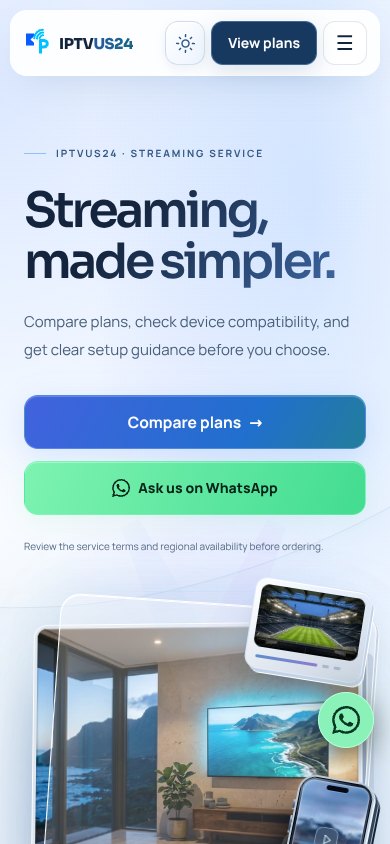 IPTVUS24
View plans
IPTVUS24 · STREAMING SERVICE
Streaming,
made simpler.
Compare plans, check device compatibility, and
get clear setup guidance before you choose.
Compare plans →
Ask us on WhatsApp
Review the service terms and regional availability before ordering.